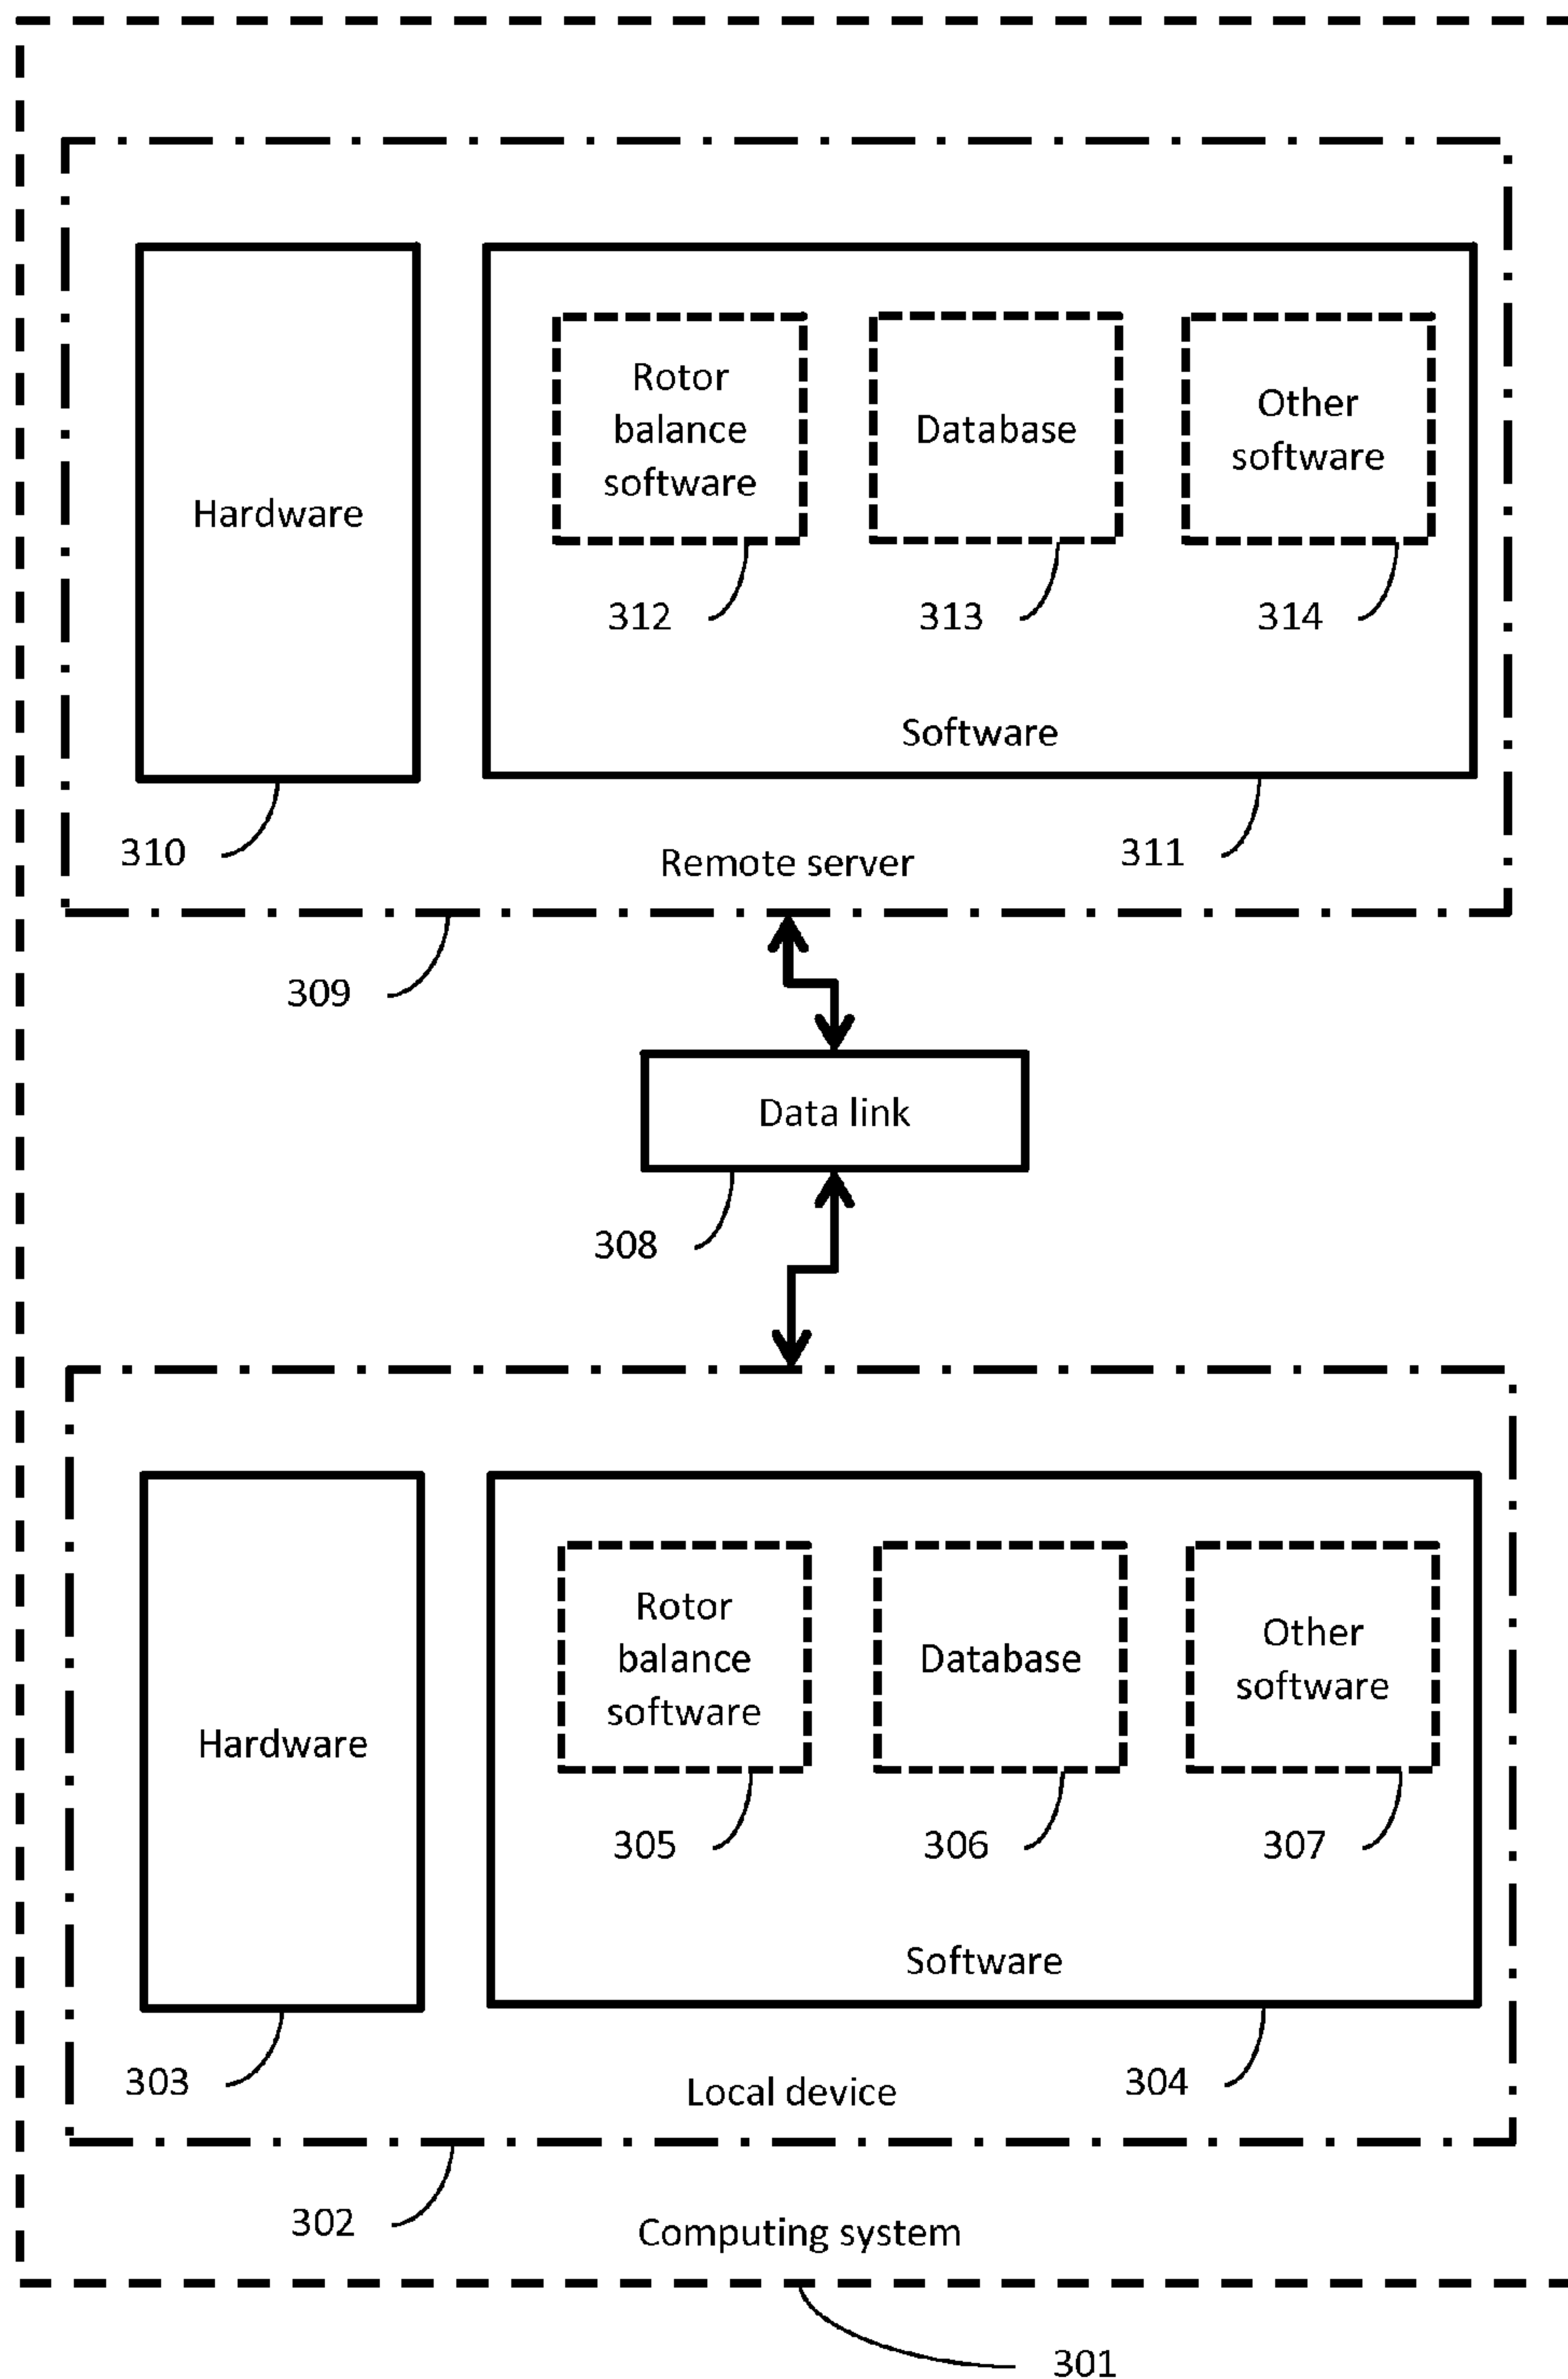 Rotor
balance
software
Database
Other
software
Hardware
312
313
314
Software
310
311
Remote server
309
Data link
308
Rotor
balance
software
Database
Other
software
Hardware
305
306
307
Software
303
304
Local device
302
Computing system
301